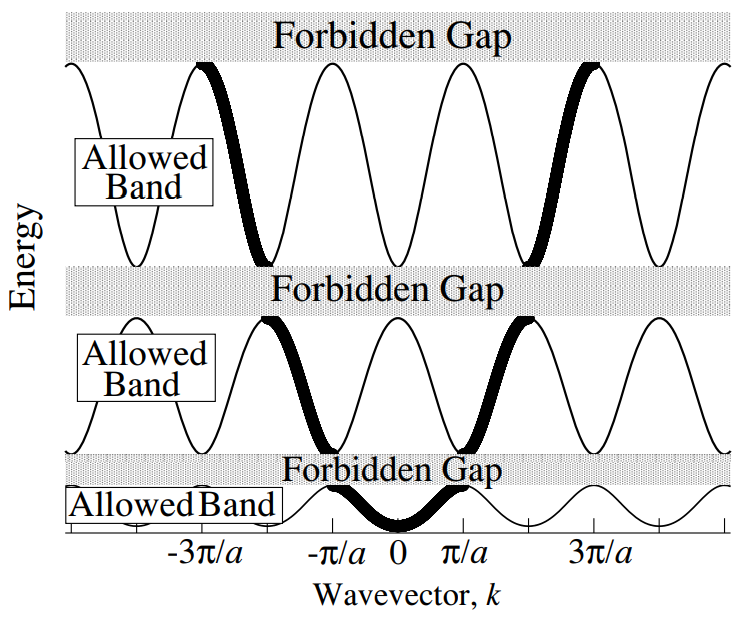 Forbidden Gap
Allowed
Band
Energy
Forbidden Gap
Allowed
Band
Forbidden Gap
Allowed Band
-3π/a -π/a 0 π/a 3π/a
Wavevector, k